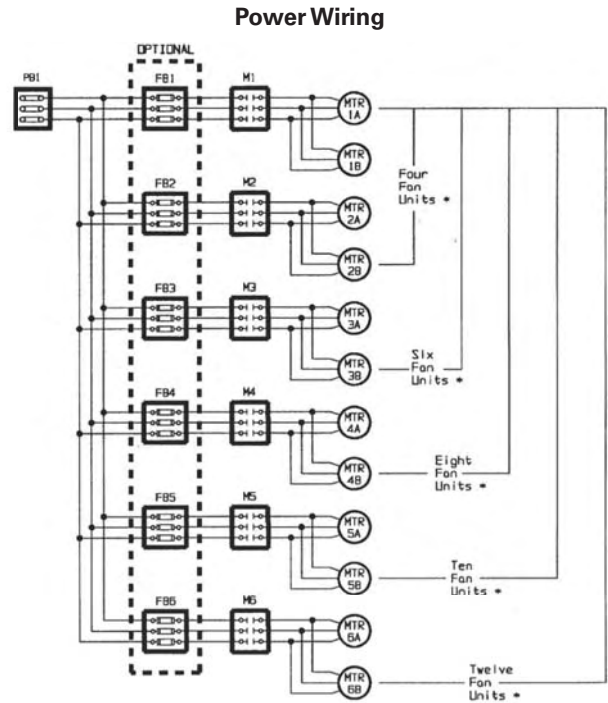 Power Wiring
OPTIONAL
PB1
FB1
M1
MTR
1A
MTR
1B
Four
Fan
Units *
FB2
M2
MTR
2A
MTR
2B
FB3
M3
MTR
3A
MTR
3B
Six
Fan
Units *
FB4
M4
MTR
4A
MTR
4B
Eight
Fan
Units *
FB5
M5
MTR
5A
MTR
5B
Ten
Fan
Units *
FB6
M6
MTR
6A
MTR
6B
Twelve
Fan
Units *